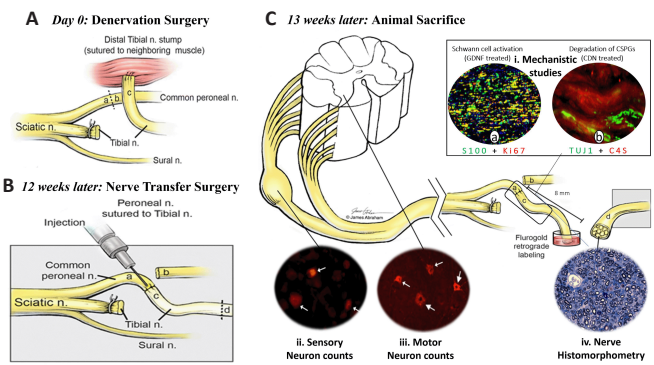 A Day 0: Denervation Surgery
Distal Tibial n. stump
(sutured to neighboring muscle)
a
b
c
Common peroneal n.
Sciatic n.
Tibial n.
Sural n.
B 12 weeks later: Nerve Transfer Surgery
Peroneal n.
sutured to Tibial n.
Injection
Common
peroneal n.
a
b
c
d
Sciatic n.
Tibial n.
Sural n.
C 13 weeks later: Animal Sacrifice
Schwann cell activation
(GDNF treated)
Degradation of CSPGs
(CDN treated)
i. Mechanistic
studies
a
b
S100 + Ki67
TUJ1 + C4S
© James Abraham
a
c
b
8 mm
d
Flurogold
retrograde
labeling
ii. Sensory
Neuron counts
iii. Motor
Neuron counts
iv. Nerve
Histomorphometry